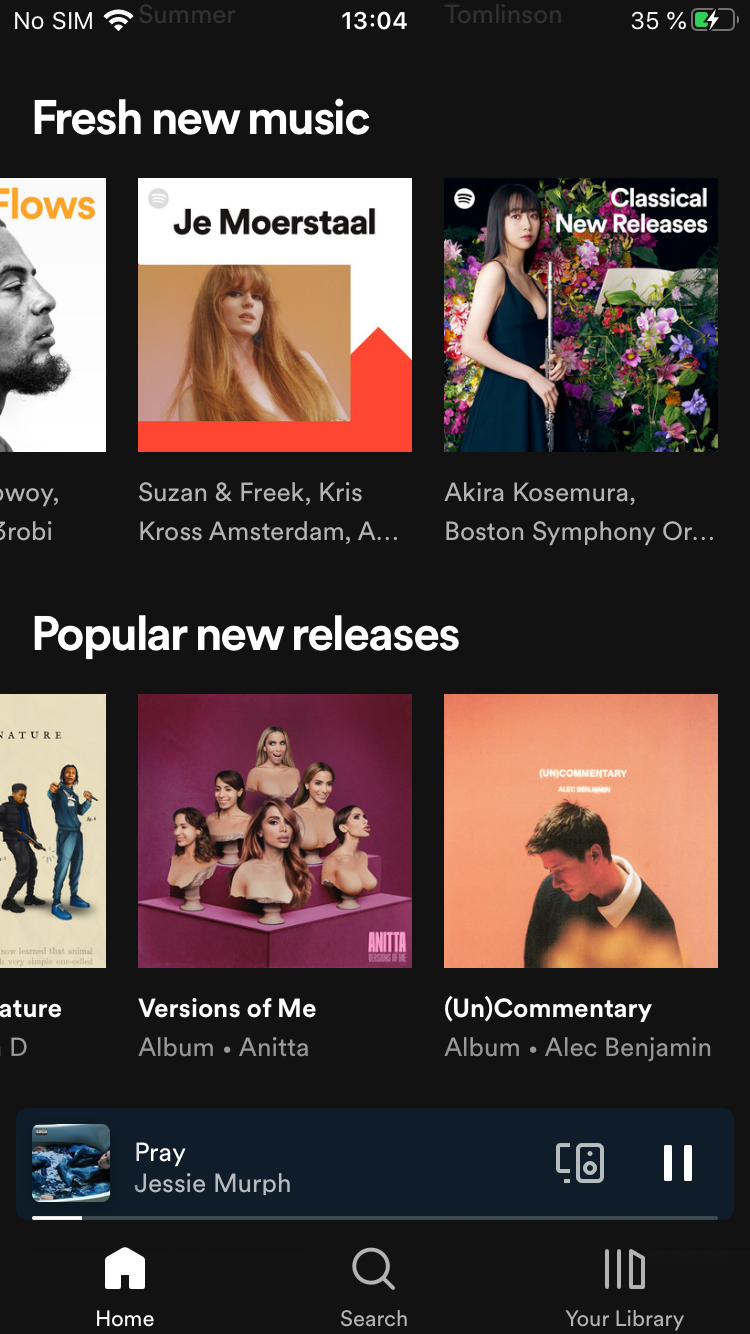 Summer
Tomlinson
No SIM
13:04
35 %
Fresh new music
Flows
Je Moerstaal
Classical
New Releases
owoy,
3robi
Suzan & Freek, Kris
Kross Amsterdam, A...
Akira Kosemura,
Boston Symphony Or...
Popular new releases
NATURE
now learned that animal
h very simple one-celled
ANITTA
VERSIONS OF ME
(UN)COMMENTARY
ALEC BENJAMIN
ature
D
Versions of Me
Album • Anitta
(Un)Commentary
Album • Alec Benjamin
Pray
Jessie Murph
Home
Search
Your Library